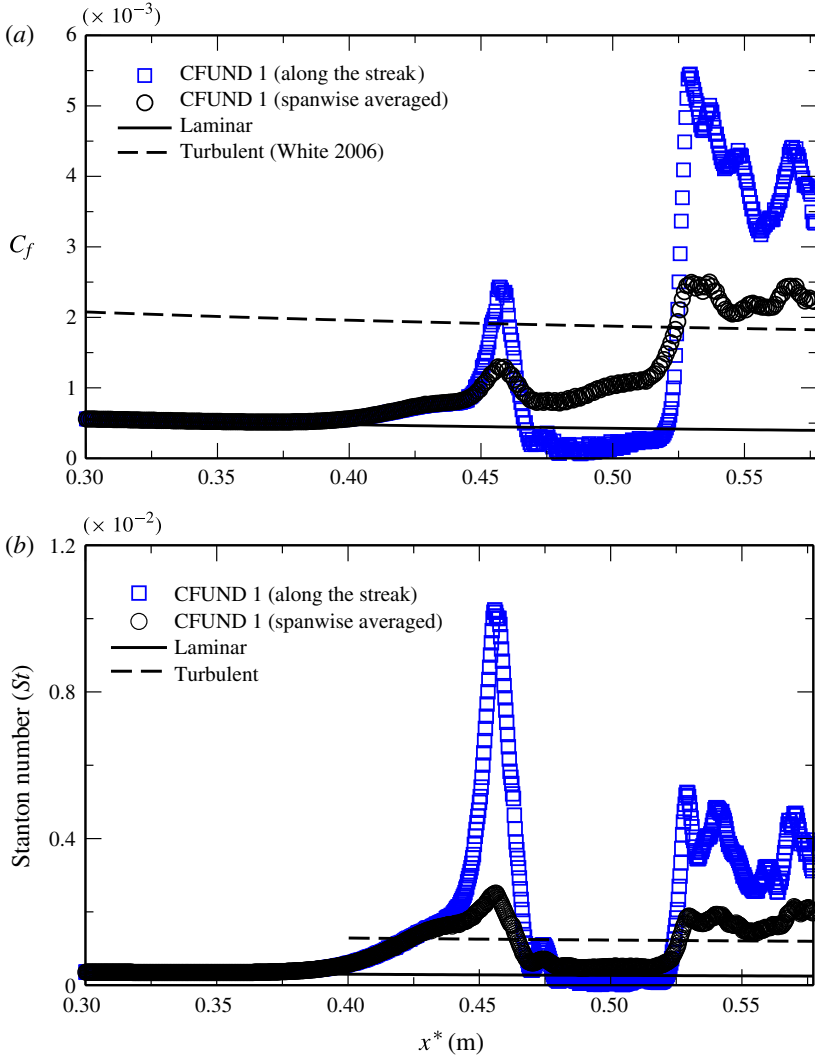 (× 10−3)
(a)
6
5
4
3
2
1
0
Cf
CFUND 1 (along the streak)
CFUND 1 (spanwise averaged)
Laminar
Turbulent (White 2006)
0.30 0.35 0.40 0.45 0.50 0.55
(× 10−2)
(b)
1.2
0.8
0.4
0
Stanton number (St)
CFUND 1 (along the streak)
CFUND 1 (spanwise averaged)
Laminar
Turbulent
0.30 0.35 0.40 0.45 0.50 0.55
x* (m)